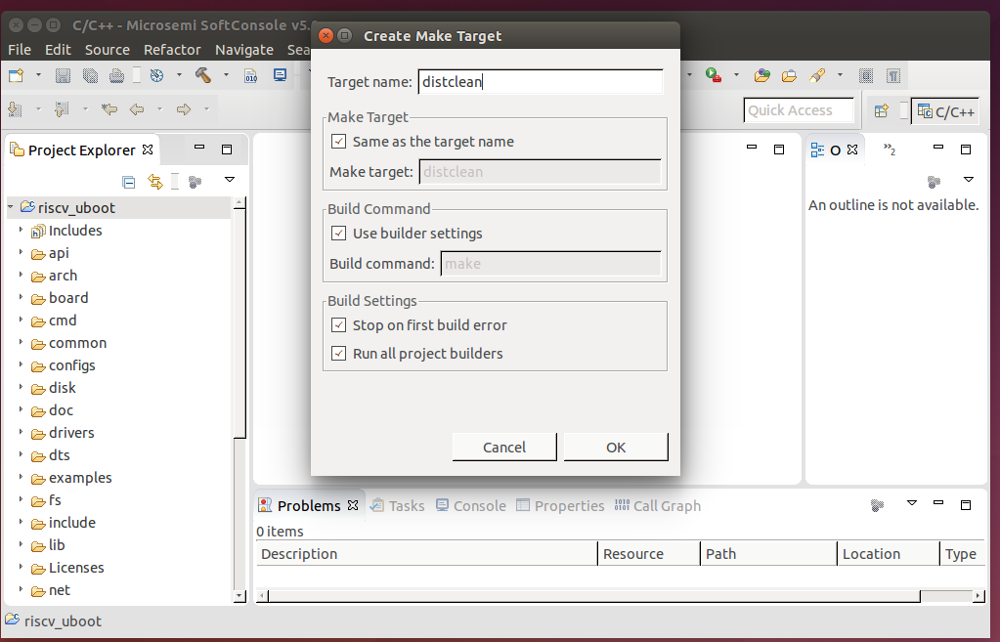 C/C++ - Microsemi SoftConsole v5.
File Edit Source Refactor Navigate Sea
Create Make Target
Target name: distclean
Make Target
Same as the target name
Make target: distclean
Build Command
Use builder settings
Build command: make
Build Settings
Stop on first build error
Run all project builders
Cancel OK
010
Quick Access
C/C++
Project Explorer
riscv_uboot
Includes
api
arch
board
cmd
common
configs
disk
doc
drivers
dts
examples
fs
include
lib
Licenses
net
O
»2
An outline is not available.
Problems Tasks Console Properties Call Graph
0 items
Description Resource Path Location Type
riscv_uboot